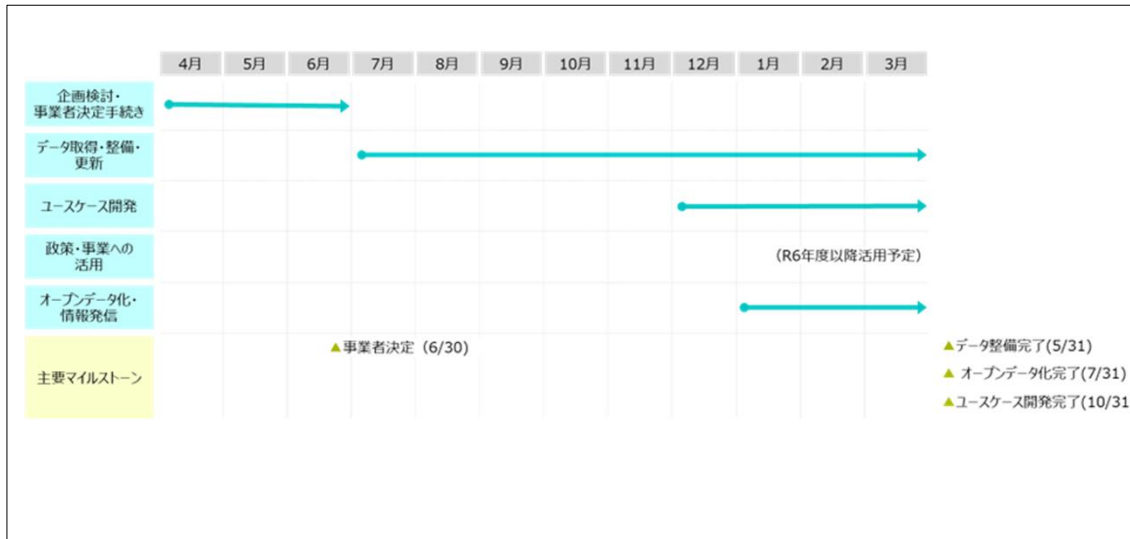 4月 5月 6月 7月 8月 9月 10月 11月 12月 1月 2月 3月
企画検討・
事業者決定手続き
データ取得・整備・
更新
ユースケース開発
政策・事業への
活用
（R6年度以降活用予定）
オープンデータ化・
情報発信
主要マイルストーン
▲事業者決定（6/30）
▲データ整備完了(5/31)
▲ オープンデータ化完了(7/31)
▲ユースケース開発完了(10/31